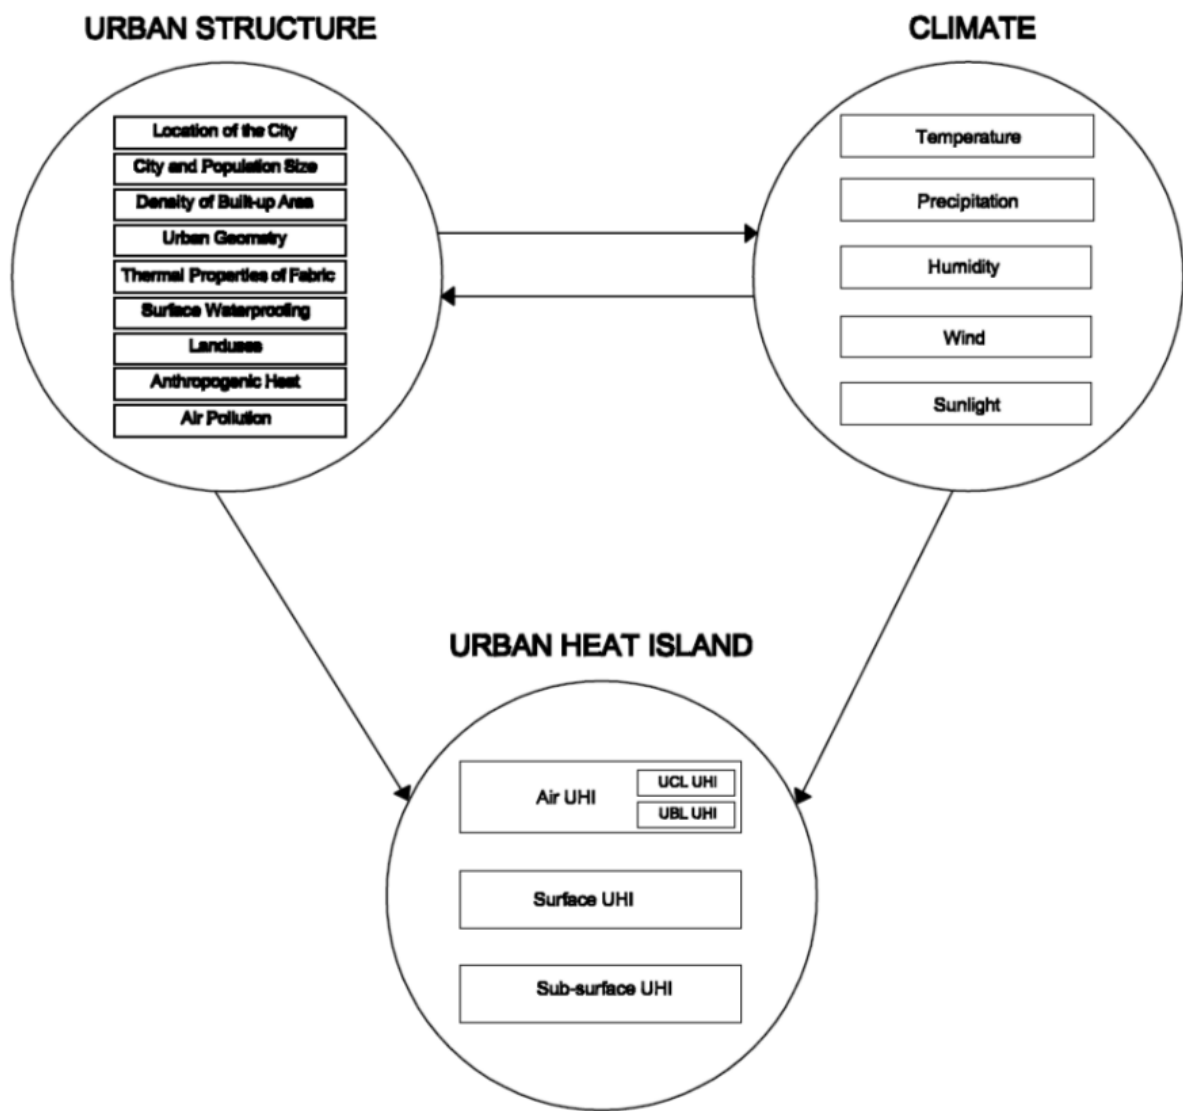 URBAN STRUCTURE
Location of the City
City and Population Size
Density of Built-up Area
Urban Geometry
Thermal Properties of Fabric
Surface Waterproofing
Landuses
Anthropogenic Heat
Air Pollution
CLIMATE
Temperature
Precipitation
Humidity
Wind
Sunlight
URBAN HEAT ISLAND
Air UHI
UCL UHI
UBL UHI
Surface UHI
Sub-surface UHI